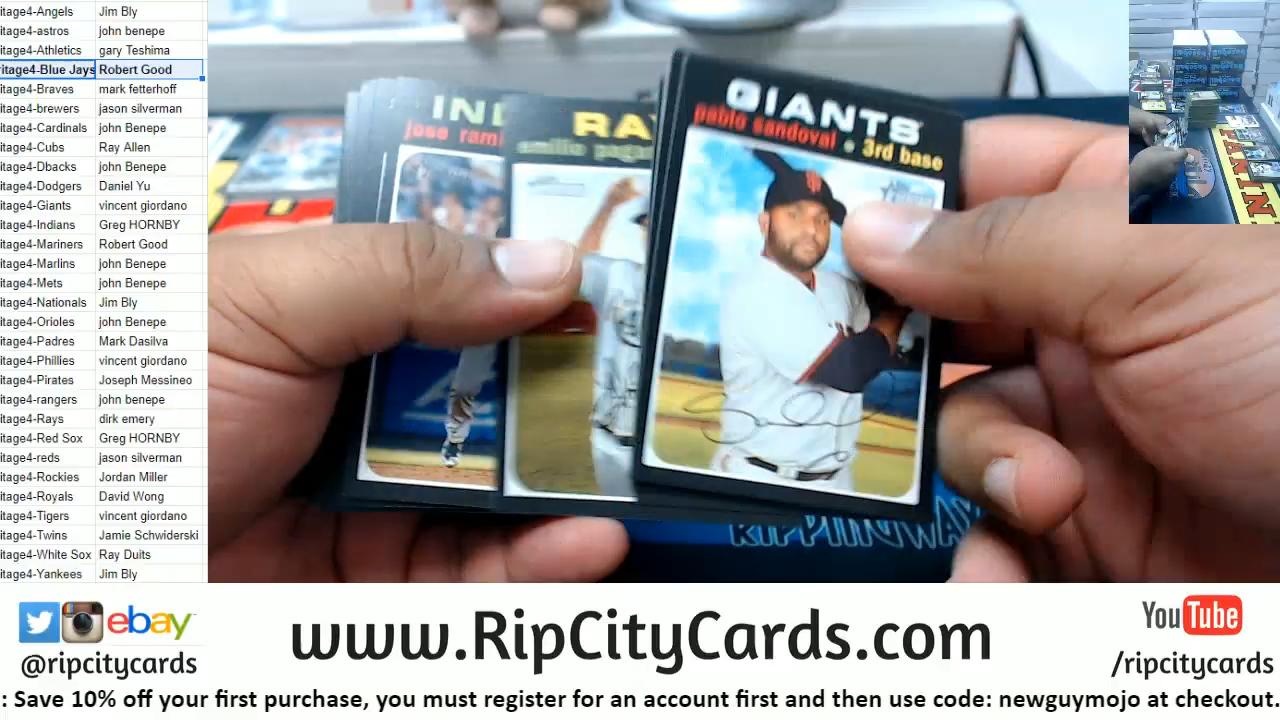 itage4-Angels Jim Bly
itage4-astros john benepe
itage4-Athletics gary Teshima
ritage4-Blue Jays Robert Good
itage4-Braves mark fetterhoff
itage4-brewers jason silverman
itage4-Cardinals john Benepe
itage4-Cubs Ray Allen
itage4-Dbacks john Benepe
itage4-Dodgers Daniel Yu
itage4-Giants vincent giordano
itage4-Indians Greg HORNBY
itage4-Mariners Robert Good
itage4-Marlins john Benepe
itage4-Mets john Benepe
itage4-Nationals Jim Bly
itage4-Orioles john Benepe
itage4-Padres Mark Dasilva
itage4-Phillies vincent giordano
itage4-Pirates Joseph Messineo
itage4-rangers john benepe
itage4-Rays dirk emery
itage4-Red Sox Greg HORNBY
itage4-reds jason silverman
itage4-Rockies Jordan Miller
itage4-Royals David Wong
itage4-Tigers vincent giordano
itage4-Twins Jamie Schwiderski
itage4-White Sox Ray Duits
itage4-Yankees Jim Bly
IND
jose rami
RAY
emilio paga
GIANTS
pablo sandoval • 3rd base
RIPPINGWA
PANIN
ebay
@ripcitycards
www.RipCityCards.com
YouTube
/ripcitycards
: Save 10% off your first purchase, you must register for an account first and then use code: newguymojo at checkout.